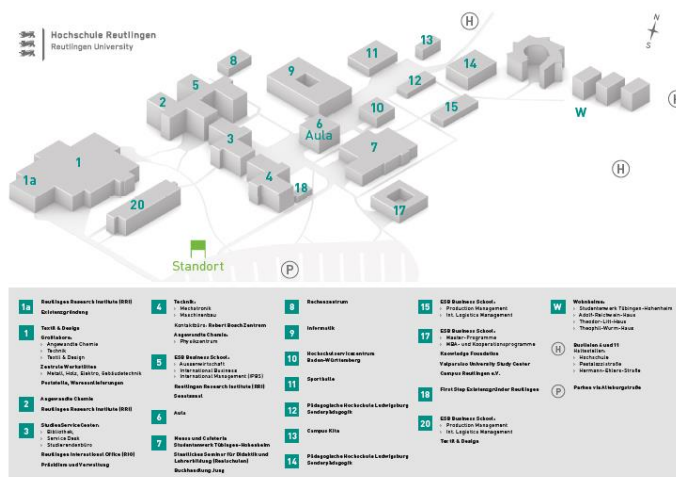 Hochschule Reutlingen
Reutlingen University
N
S
H
13
11
14
8
9
12
5
2
10
15
W
H
6
Aula
3
7
H
1
4
18
1a
20
17
Standort
P
1a
Reutlingen Research Institute (RRI)
Existenzgründung
1
Textil & Design
Großlabore:
› Angewandte Chemie
› Technik
› Textil & Design
Zentrale Werkstätten
› Metall, Holz, Elektro, Gebäudetechnik
Poststelle, Warenanlieferungen
2
Angewandte Chemie
Reutlingen Research Institute (RRI)
3
StudienServiceCenter:
› Bibliothek,
› Service Desk
› Studierendenbüro
Reutlingen International Office (RIO)
Präsidium und Verwaltung
4
Technik:
› Mechatronik
› Maschinenbau
Kontaktbüro: Robert Bosch Zentrum
Angewandte Chemie:
› Physikzentrum
5
ESB Business School:
› Aussenwirtschaft
› International Business
› International Management (IPBS)
Reutlingen Research Institute (RRI)
6
Aula
7
Mensa und Cafeteria
Studentenwerk Tübingen-Hohenheim
Staatliches Seminar für Didaktik und
Lehrerbildung (Realschulen)
Buchhandlung Jung
8
Rechenzentrum
9
Informatik
10
Hochschulservicezentrum
Baden-Württemberg
11
Sporthalle
12
Pädagogische Hochschule Ludwigsburg
Sonderpädagogik
13
Campus Kita
14
Pädagogische Hochschule Ludwigsburg
Sonderpädagogik
15
ESB Business School:
› Production Management
› Int. Logistics Management
17
ESB Business School:
› Master-Programme
› MBA- und Kooperationsprogramme
Knowledge Foundation
Valparaiso University Study Center
Campus Reutlingen e.V.
18
First Stop Existenzgründer Reutlingen
20
ESB Business School:
› Production Management
› Int. Logistics Management
Textil & Design
W
Wohnheime:
› Studentenwerk Tübingen-Hohenheim
› Adolf-Reichwein-Haus
› Theodor-Litt-Haus
› Theophil-Wurm-Haus
H
Buslinien 4 und 11
Haltestellen:
› Hochschule
› Pestalozzistraße
› Hermann-Ehlers-Straße
P
Parken via Alteburgstraße